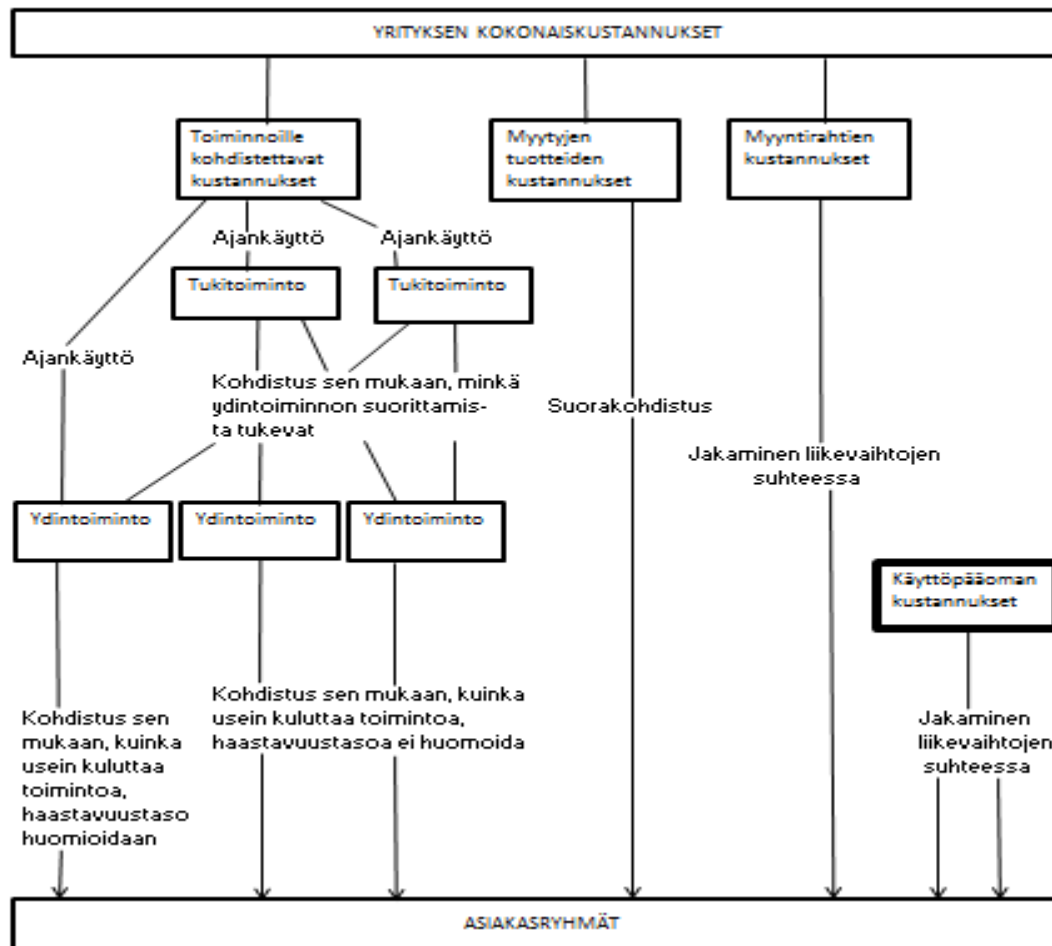 YRITYKSEN KOKONAISKUSTANNUKSET
Toiminnoille
kohdistettavat
kustannukset
Myytyjen
tuotteiden
kustannukset
Myyntirahtien
kustannukset
Ajankäyttö
Ajankäyttö
Tukitoiminto
Tukitoiminto
Ajankäyttö
Kohdistus sen mukaan, minkä
ydintoiminnon suorittamis-
ta tukevat
Suorakohdistus
Jakaminen liikevaihtojen
suhteessa
Ydintoiminto
Ydintoiminto
Ydintoiminto
Käyttöpääoman
kustannukset
Kohdistus sen
mukaan, kuinka
usein kuluttaa
toimintoa,
haastavuustaso
huomioidaan
Kohdistus sen mukaan, kuinka
usein kuluttaa toimintoa,
haastavuustasoa ei huomoida
Jakaminen
liikevaihtojen
suhteessa
ASIAKASRYHMÄT